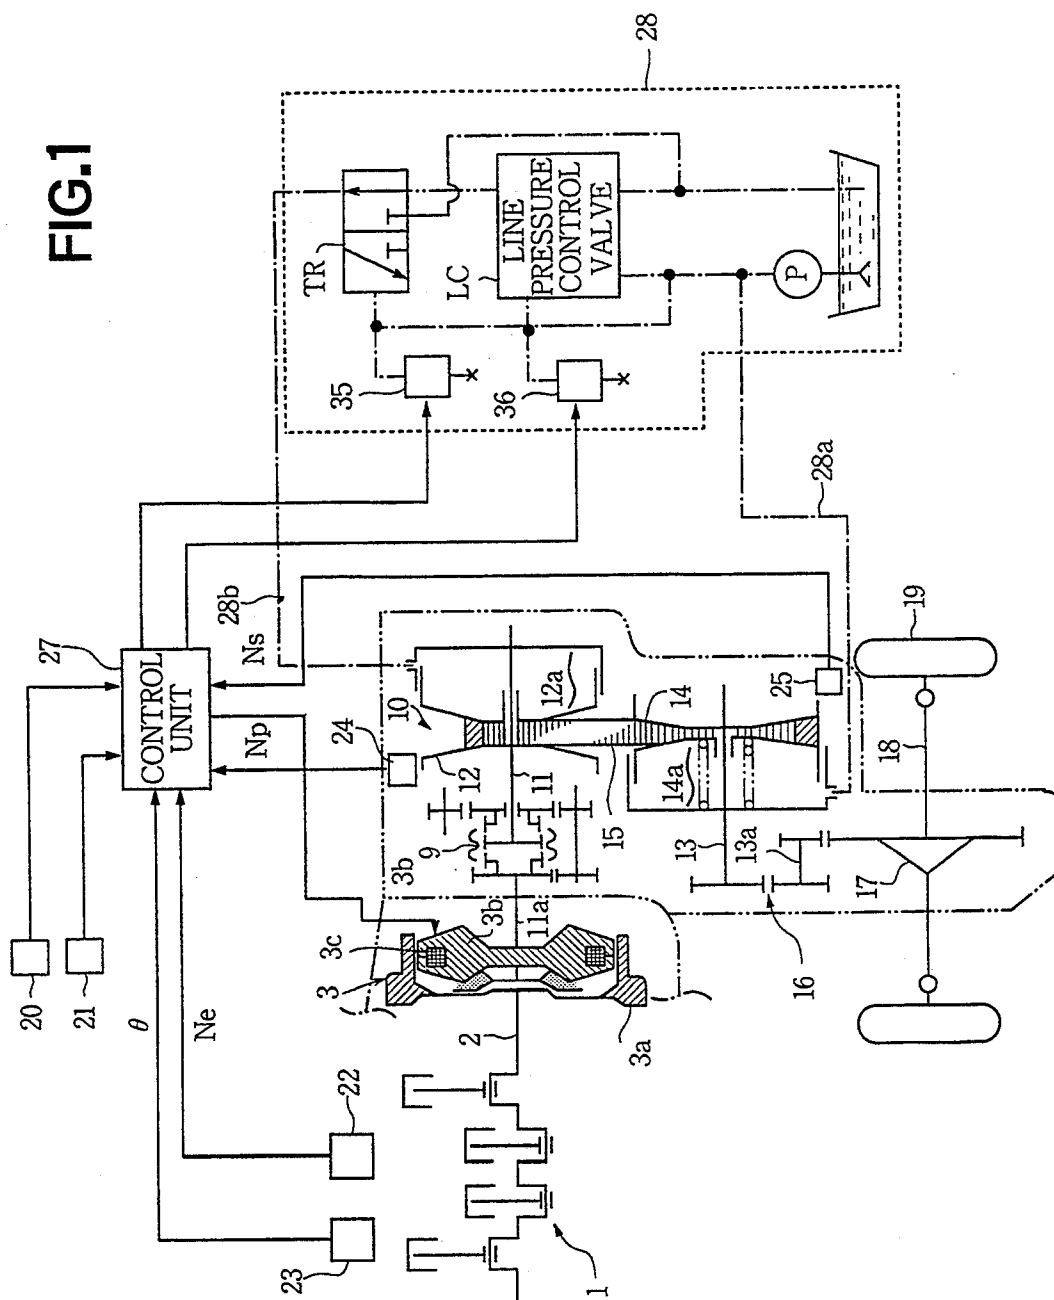 FIG.1
28
TR
LC
LINE
PRESSURE
CONTROL
VALVE
P
35
36
28a
28b
27
CONTROL
UNIT
Ns
Np
20
21
θ
Ne
22
23
24
25
10
12
12a
14
14a
11
15
9
3b
3b
3c
3
11a
2
3a
1
13
13a
16
17
18
19